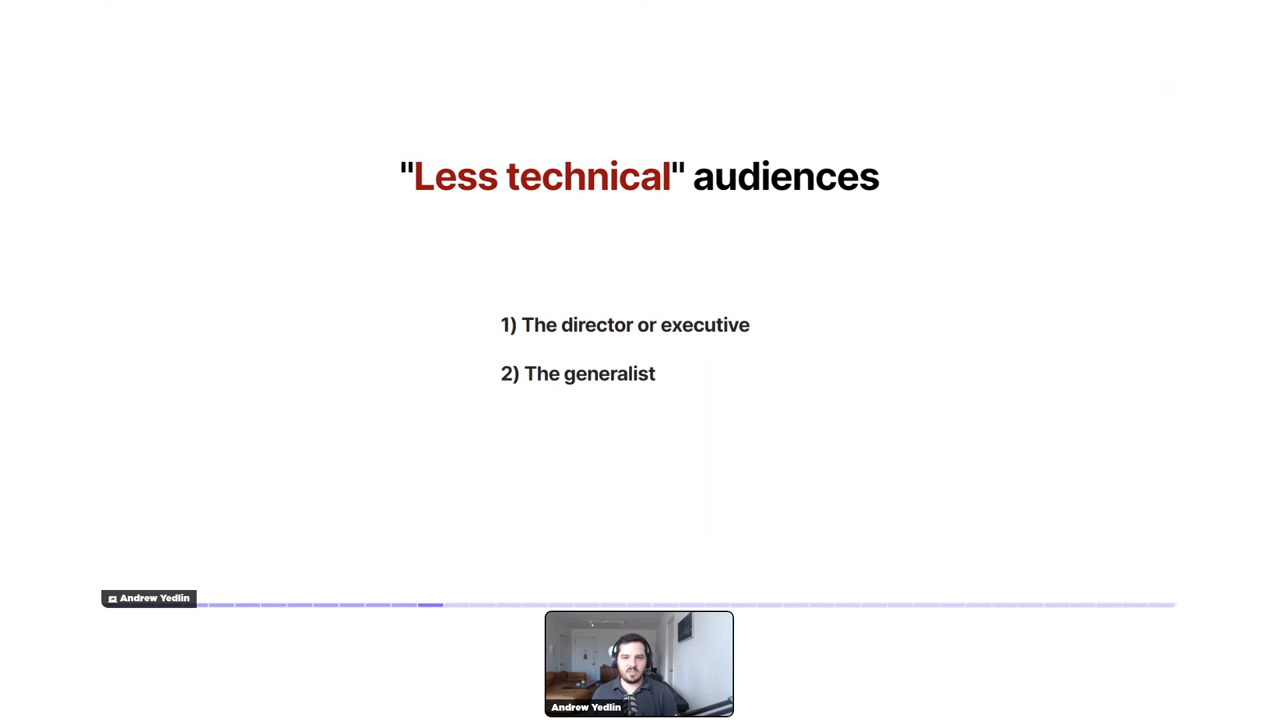 "Less technical" audiences
1) The director or executive
2) The generalist
Andrew Yedlin
Andrew Yedlin